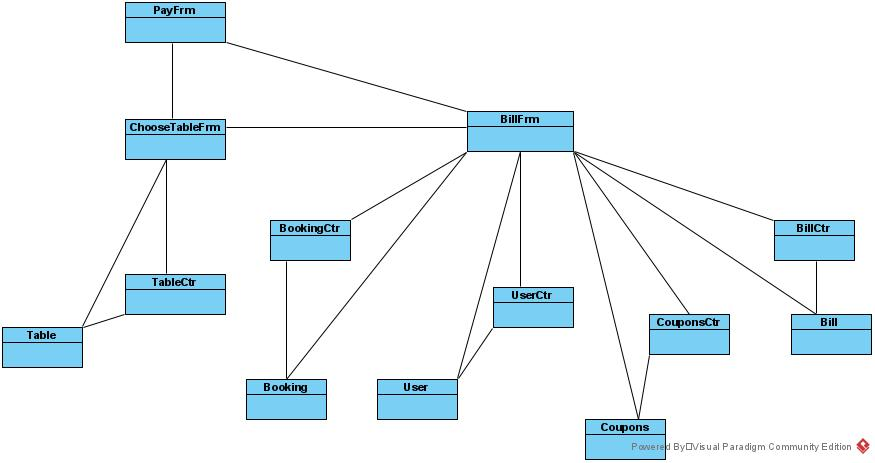 PayFrm
BillFrm
ChooseTableFrm
BookingCtr
BillCtr
TableCtr
UserCtr
CouponsCtr
Bill
Table
Booking
User
Coupons
Powered By Visual Paradigm Community Edition